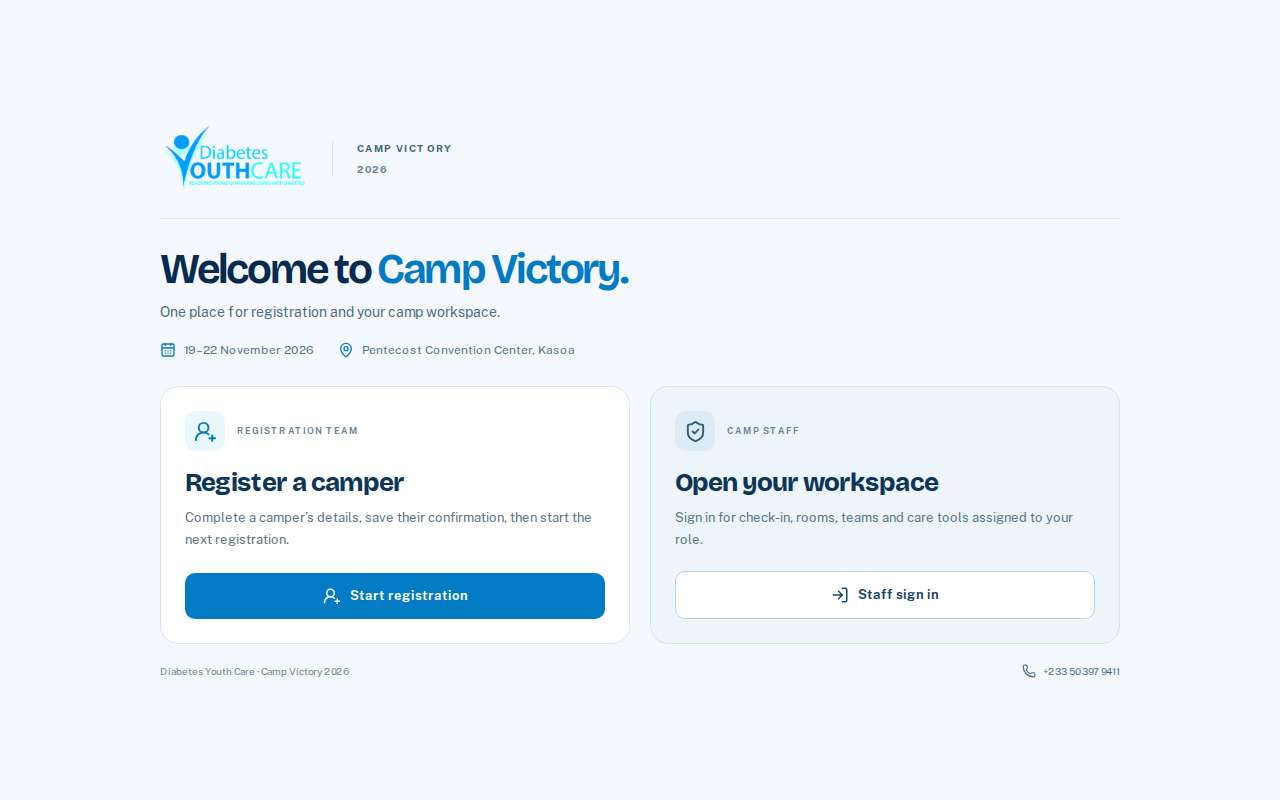 Diabetes
YOUTHCARE
CAMP VICTORY
2026
Welcome to Camp Victory.
One place for registration and your camp workspace.
19–22 November 2026
Pentecost Convention Center, Kasoa
REGISTRATION TEAM
Register a camper
Complete a camper's details, save their confirmation, then start the
next registration.
Start registration
CAMP STAFF
Open your workspace
Sign in for check-in, rooms, teams and care tools assigned to your
role.
Staff sign in
Diabetes Youth Care · Camp Victory 2026
+233 50 397 9411